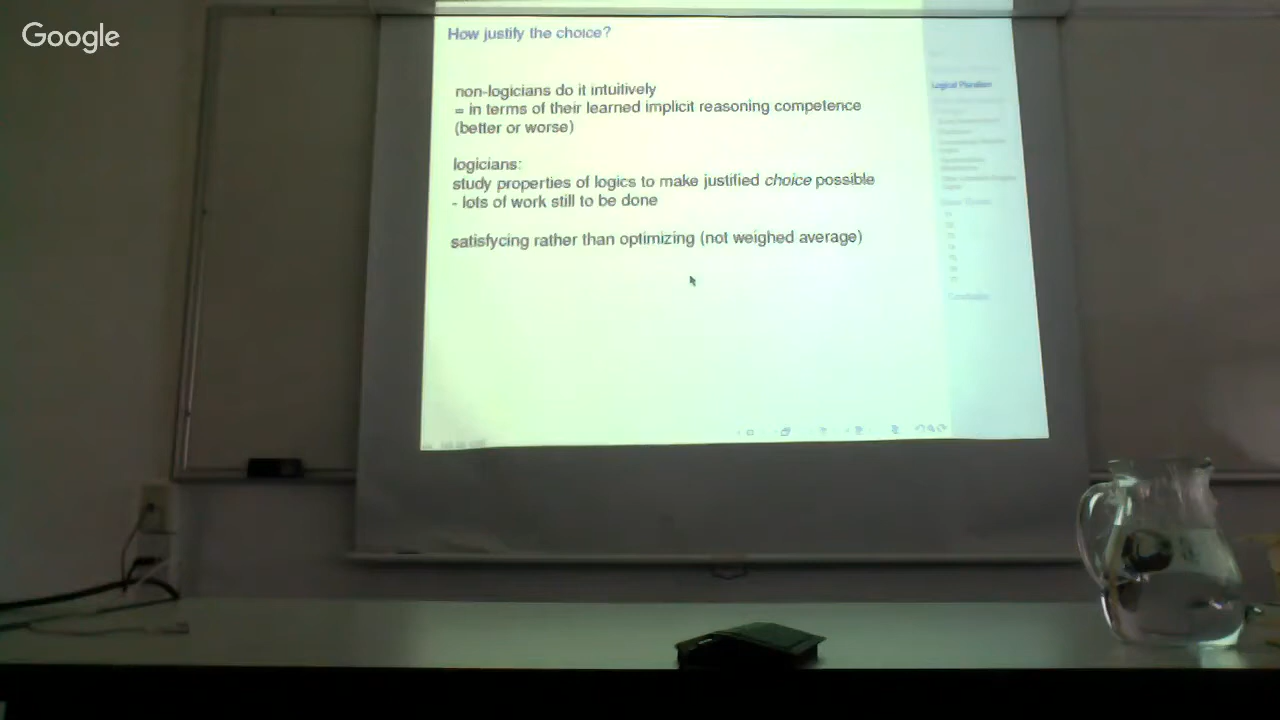 Google
How justify the choice?
non-logicians do it intuitively
= in terms of their learned implicit reasoning competence
(better or worse)
logicians:
study properties of logics to make justified choice possible
- lots of work still to be done
satisfycing rather than optimizing (not weighed average)
Logical Pluralism